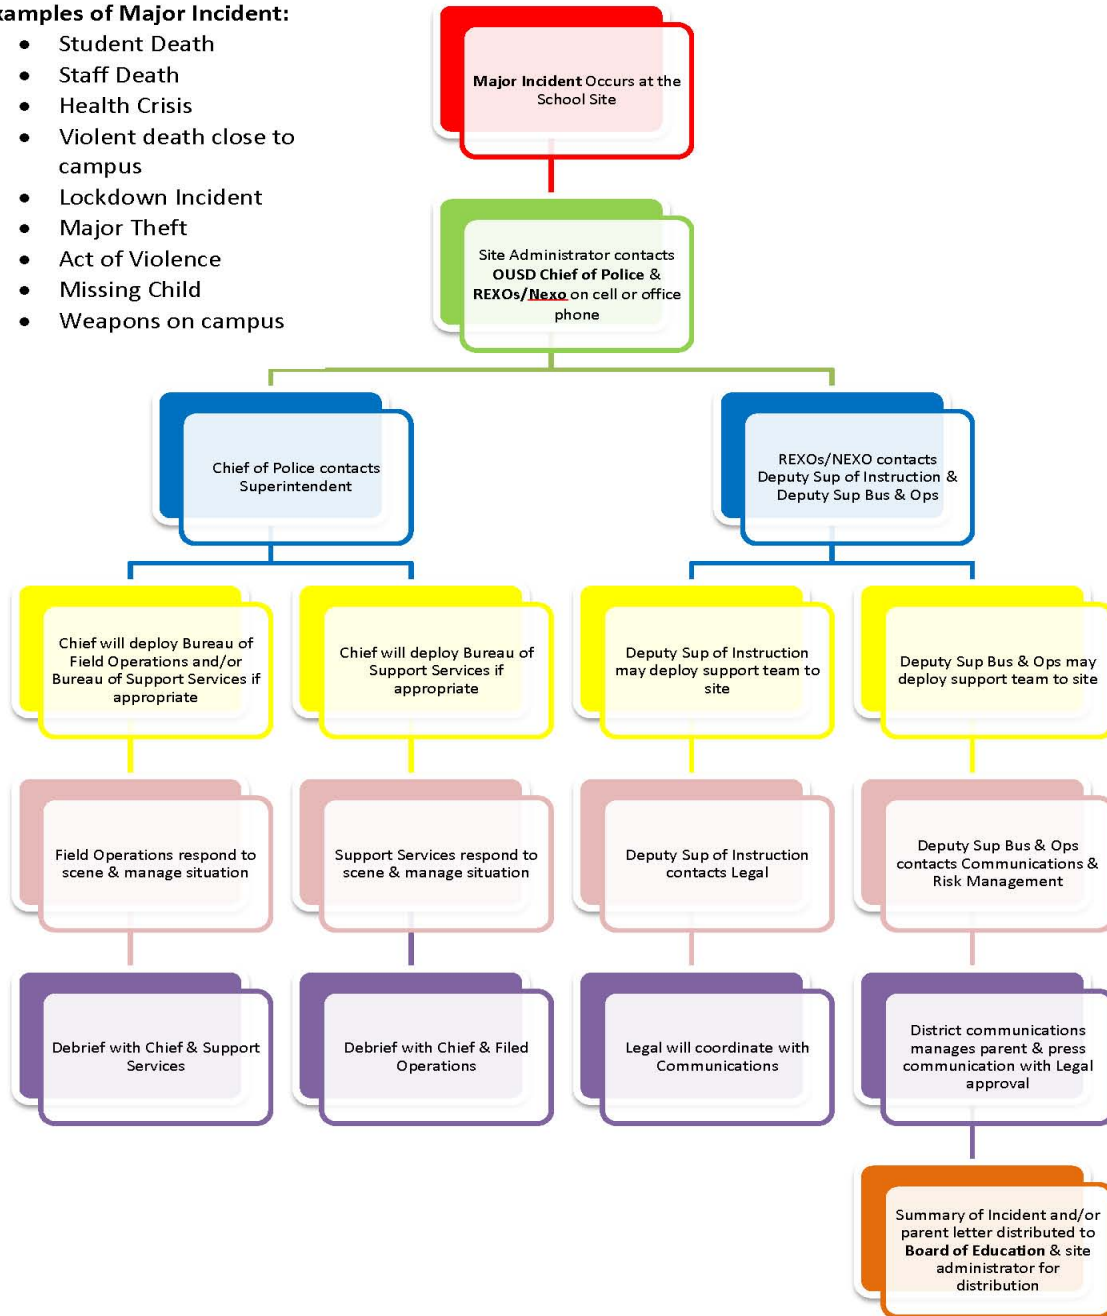 xamples of Major Incident:
• Student Death
• Staff Death
• Health Crisis
• Violent death close to
campus
• Lockdown Incident
• Major Theft
• Act of Violence
• Missing Child
• Weapons on campus
Major Incident Occurs at the
School Site
Site Administrator contacts
OUSD Chief of Police &
REXOs/Nexo on cell or office
phone
Chief of Police contacts
Superintendent
REXOs/NEXO contacts
Deputy Sup of Instruction &
Deputy Sup Bus & Ops
Chief will deploy Bureau of
Field Operations and/or
Bureau of Support Services if
appropriate
Chief will deploy Bureau of
Support Services if
appropriate
Deputy Sup of Instruction
may deploy support team to
site
Deputy Sup Bus & Ops may
deploy support team to site
Field Operations respond to
scene & manage situation
Support Services respond to
scene & manage situation
Deputy Sup of Instruction
contacts Legal
Deputy Sup Bus & Ops
contacts Communications &
Risk Management
Debrief with Chief & Support
Services
Debrief with Chief & Filed
Operations
Legal will coordinate with
Communications
District communications
manages parent & press
communication with Legal
approval
Summary of Incident and/or
parent letter distributed to
Board of Education & site
administrator for
distribution